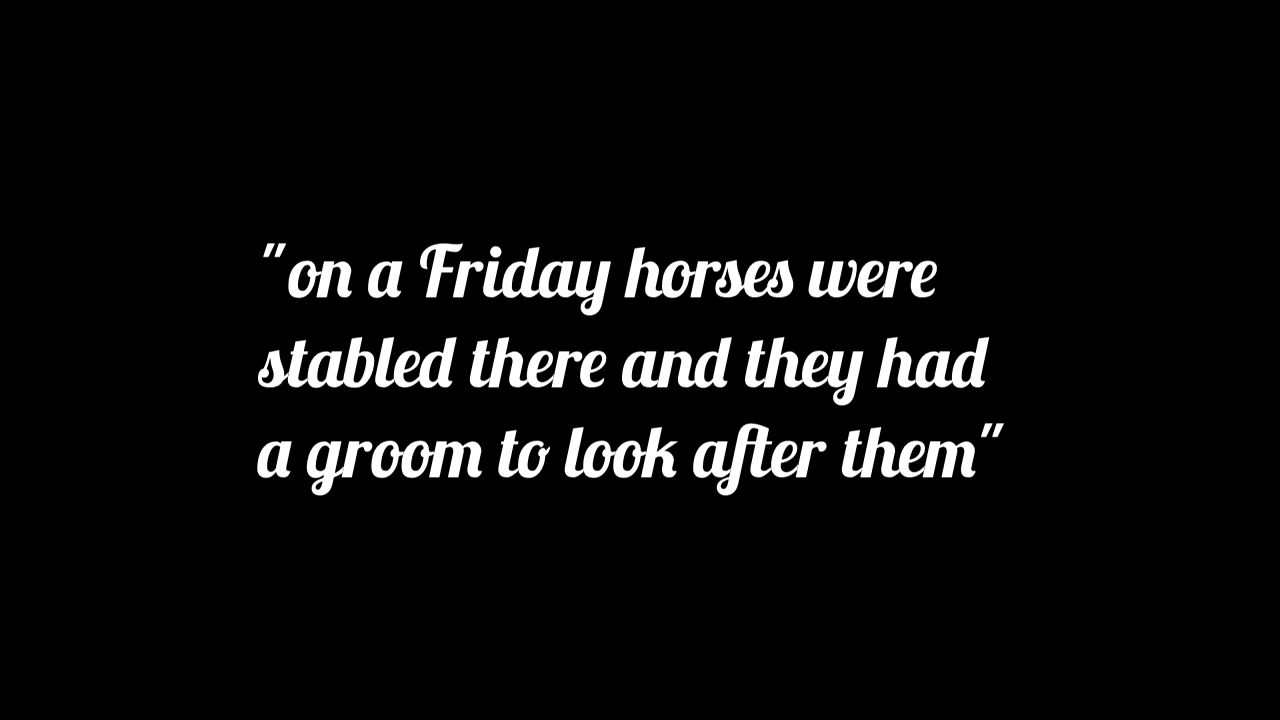 "on a Friday horses were
stabled there and they had
a groom to look after them"